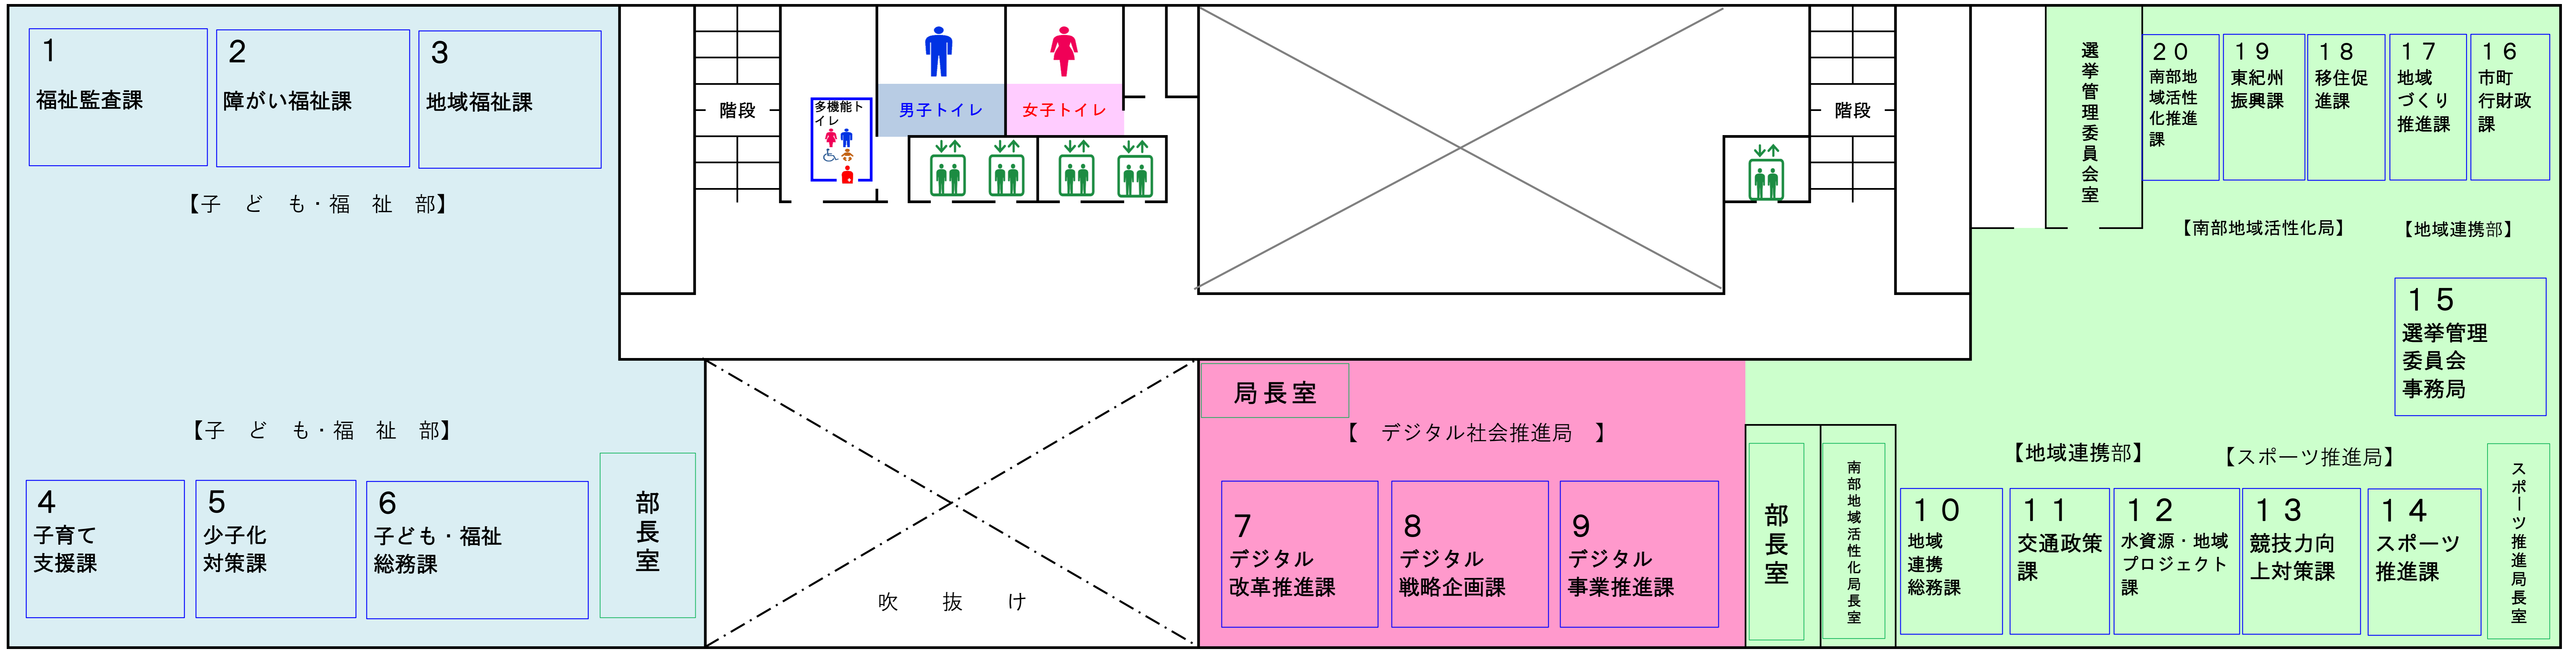 １
福祉監査課
２
障がい福祉課
３
地域福祉課
【子　ど　も・福　祉　部】
階段
多機能ト
イレ
男子トイレ
女子トイレ
階段
選挙管理委員会室
２０
南部地
域活性
化推進
課
１９
東紀州
振興課
１８
移住促
進課
１７
地域
づくり
推進課
１６
市町
行財政
課
【南部地域活性化局】
【地域連携部】
１５
選挙管理
委員会
事務局
【子　ど　も・福　祉　部】
４
子育て
支援課
５
少子化
対策課
６
子ども・福祉
総務課
部長室
吹　抜　け
局長室
【　デジタル社会推進局　】
７
デジタル
改革推進課
８
デジタル
戦略企画課
９
デジタル
事業推進課
部長室
南部地域活性化局長室
【地域連携部】
【スポーツ推進局】
１０
地域
連携
総務課
１１
交通政策
課
１２
水資源・地域
プロジェクト
課
１３
競技力向
上対策課
１４
スポーツ
推進課
スポーツ推進局長室